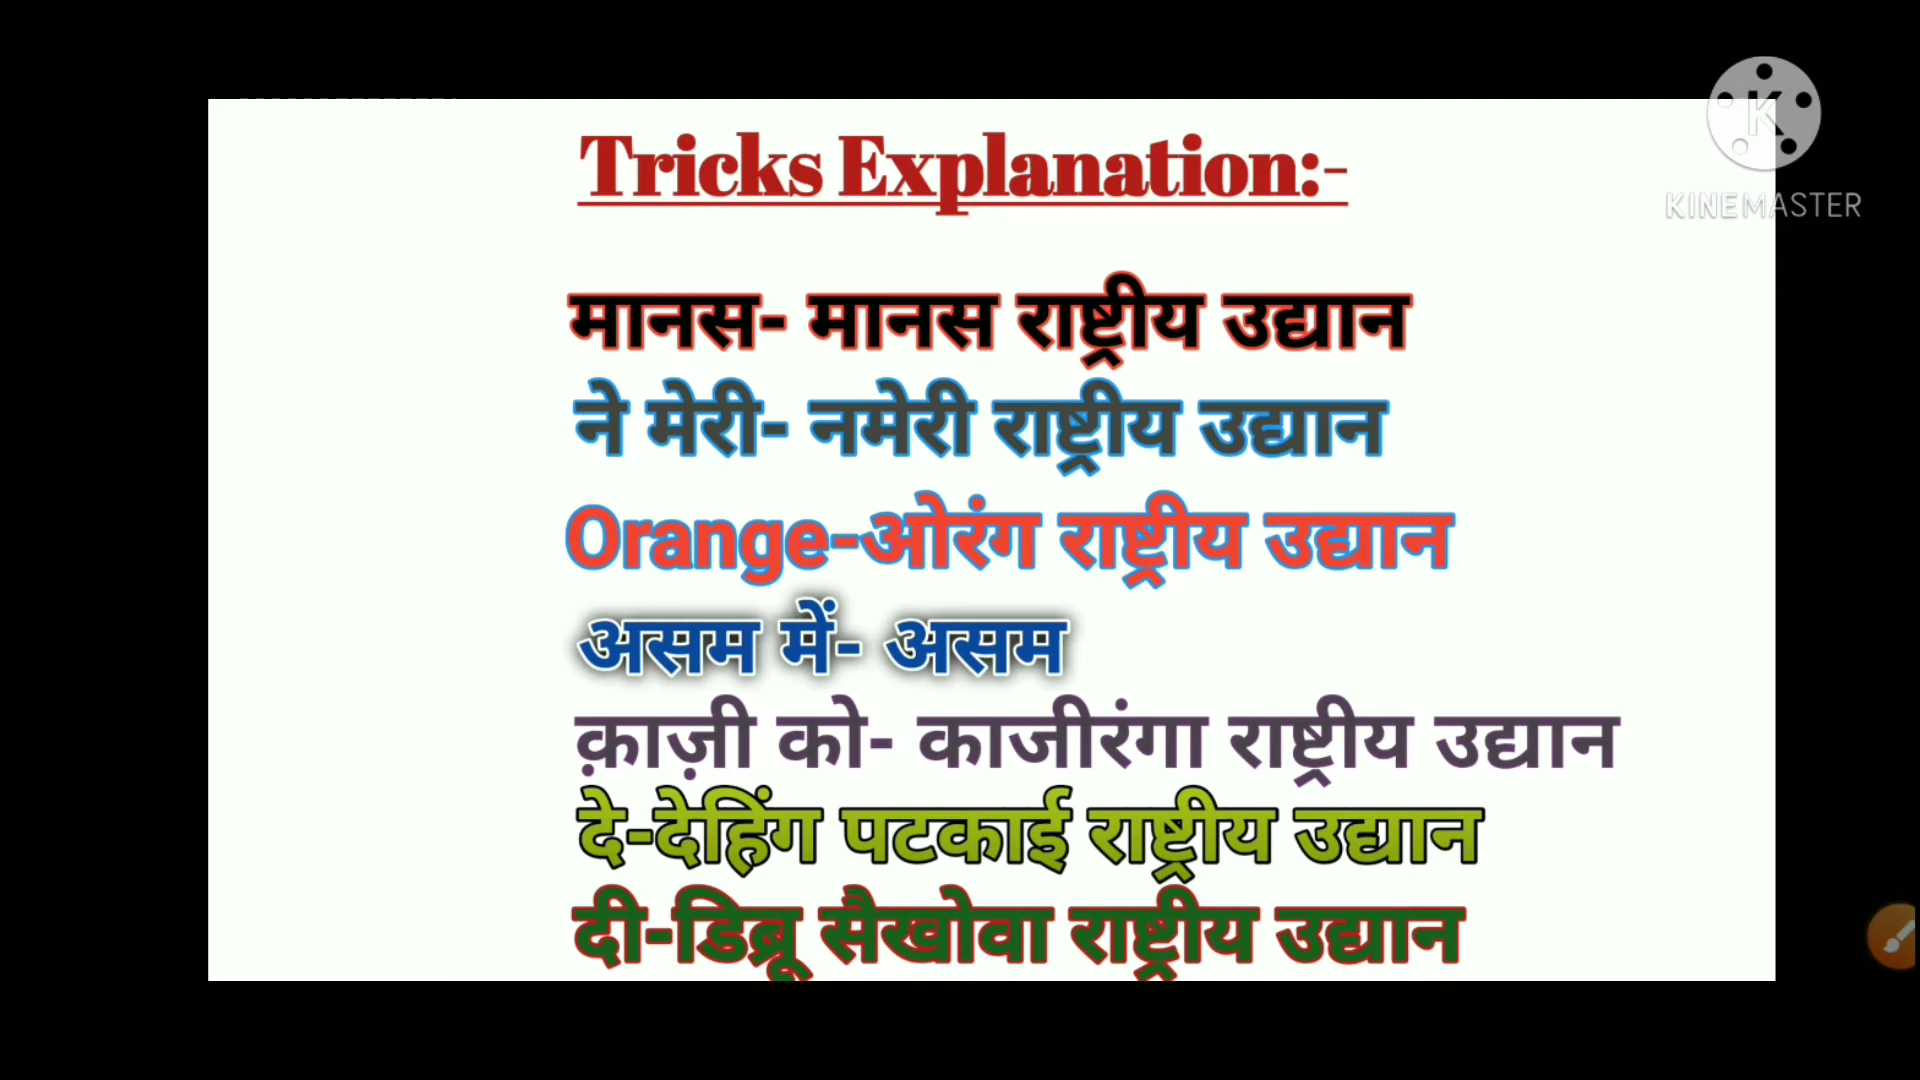 Tricks Explanation:-
K
KINEMASTER
मानस- मानस राष्ट्रीय उद्यान
ने मेरी- नमेरी राष्ट्रीय उद्यान
Orange-ओरंग राष्ट्रीय उद्यान
असम में- असम
क़ाज़ी को- काजीरंगा राष्ट्रीय उद्यान
दे-देहिंग पटकाई राष्ट्रीय उद्यान
दी-डिब्रू सैखोवा राष्ट्रीय उद्यान